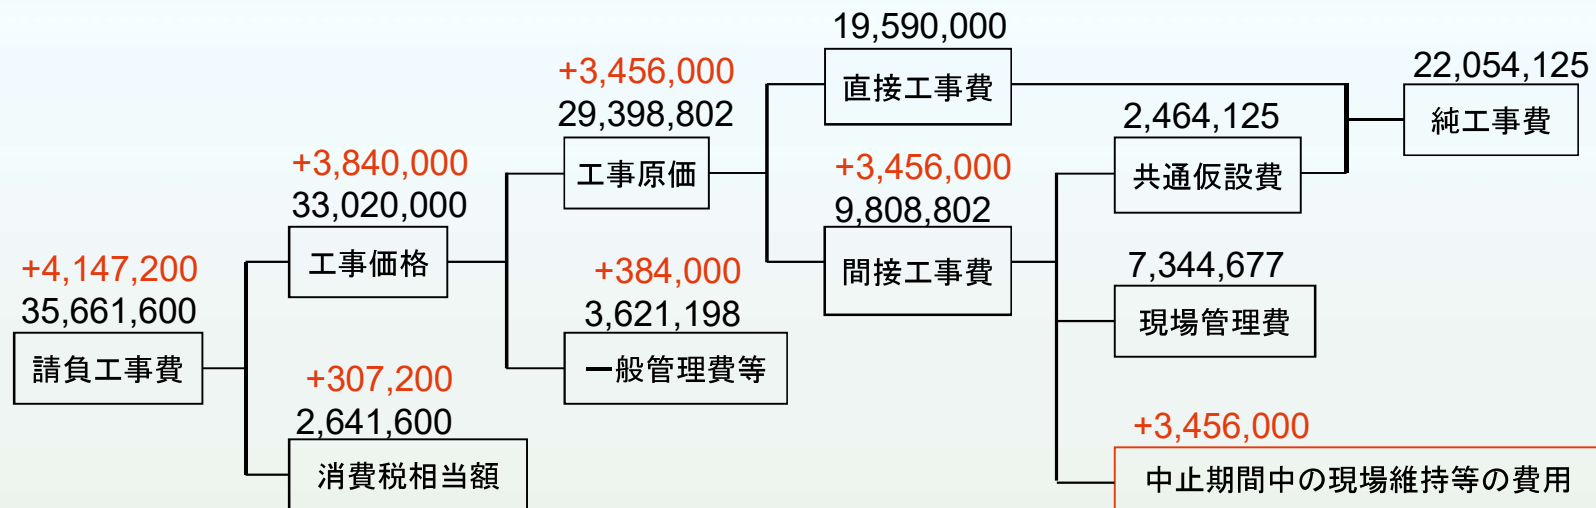 +4,147,200
35,661,600
請負工事費
+3,840,000
33,020,000
工事価格
+307,200
2,641,600
消費税相当額
+3,456,000
29,398,802
工事原価
+384,000
3,621,198
一般管理費等
19,590,000
直接工事費
+3,456,000
9,808,802
間接工事費
2,464,125
共通仮設費
7,344,677
現場管理費
+3,456,000
中止期間中の現場維持等の費用
22,054,125
純工事費